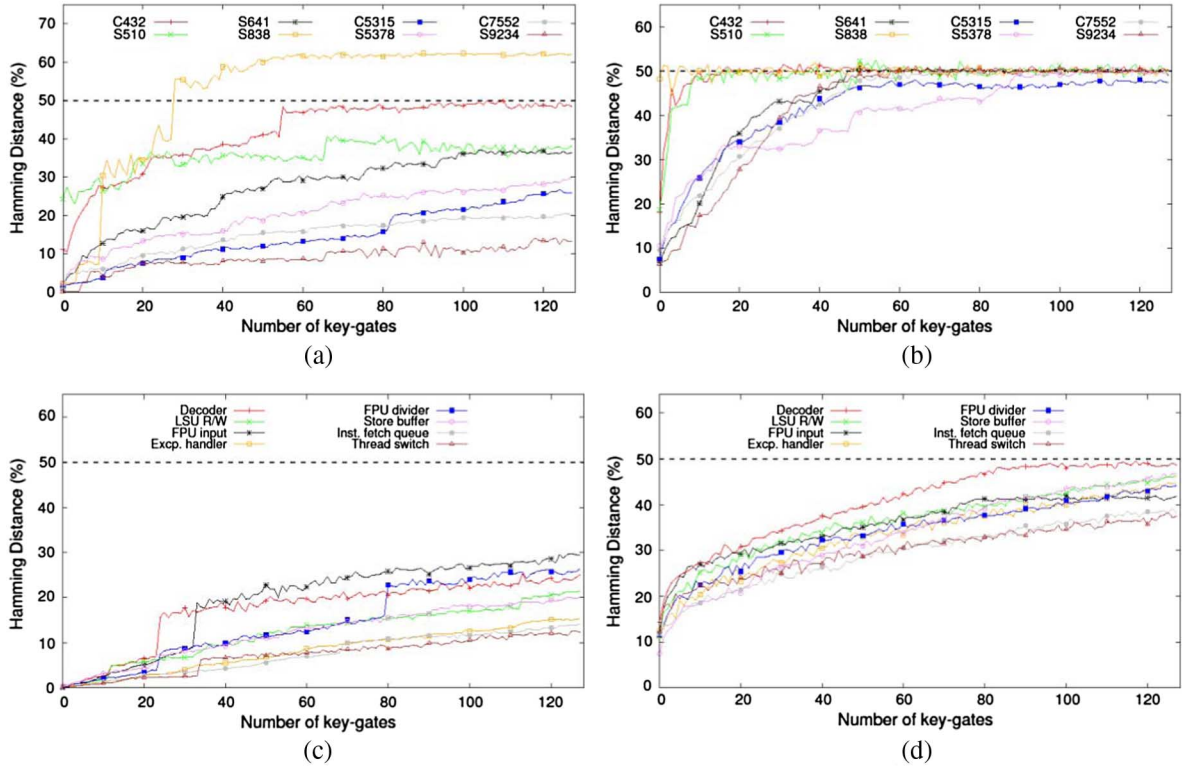 C432 S641 C5315 C7552
S510 S838 S5378 S9234
70
60
50
40
30
20
10
0
Hamming Distance (%)
0 20 40 60 80 100 120
Number of key-gates
(a)
C432 S641 C5315 C7552
S510 S838 S5378 S9234
60
50
40
30
20
10
0
Hamming Distance (%)
0 20 40 60 80 100 120
Number of key-gates
(b)
Decoder FPU divider
LSU R/W Store buffer
FPU input Inst. fetch queue
Excp. handler Thread switch
60
50
40
30
20
10
0
Hamming Distance (%)
0 20 40 60 80 100 120
Number of key-gates
(c)
Decoder FPU divider
LSU R/W Store buffer
FPU input Inst. fetch queue
Excp. handler Thread switch
60
50
40
30
20
10
0
Hamming Distance (%)
0 20 40 60 80 100 120
Number of key-gates
(d)